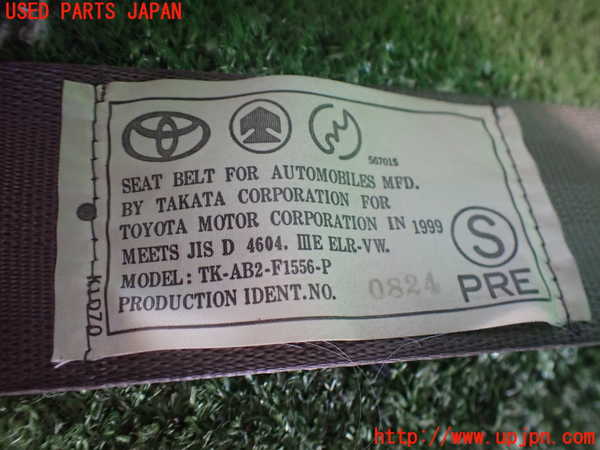 USED PARTS JAPAN
56701S
SEAT BELT FOR AUTOMOBILES MFD.
BY TAKATA CORPORATION FOR
TOYOTA MOTOR CORPORATION IN 1999
MEETS JIS D 4604. ⅢE ELR-VW.
MODEL: TK-AB2-F1556-P
PRODUCTION IDENT.NO. 0824
S
PRE
http://www.upjpn.com/